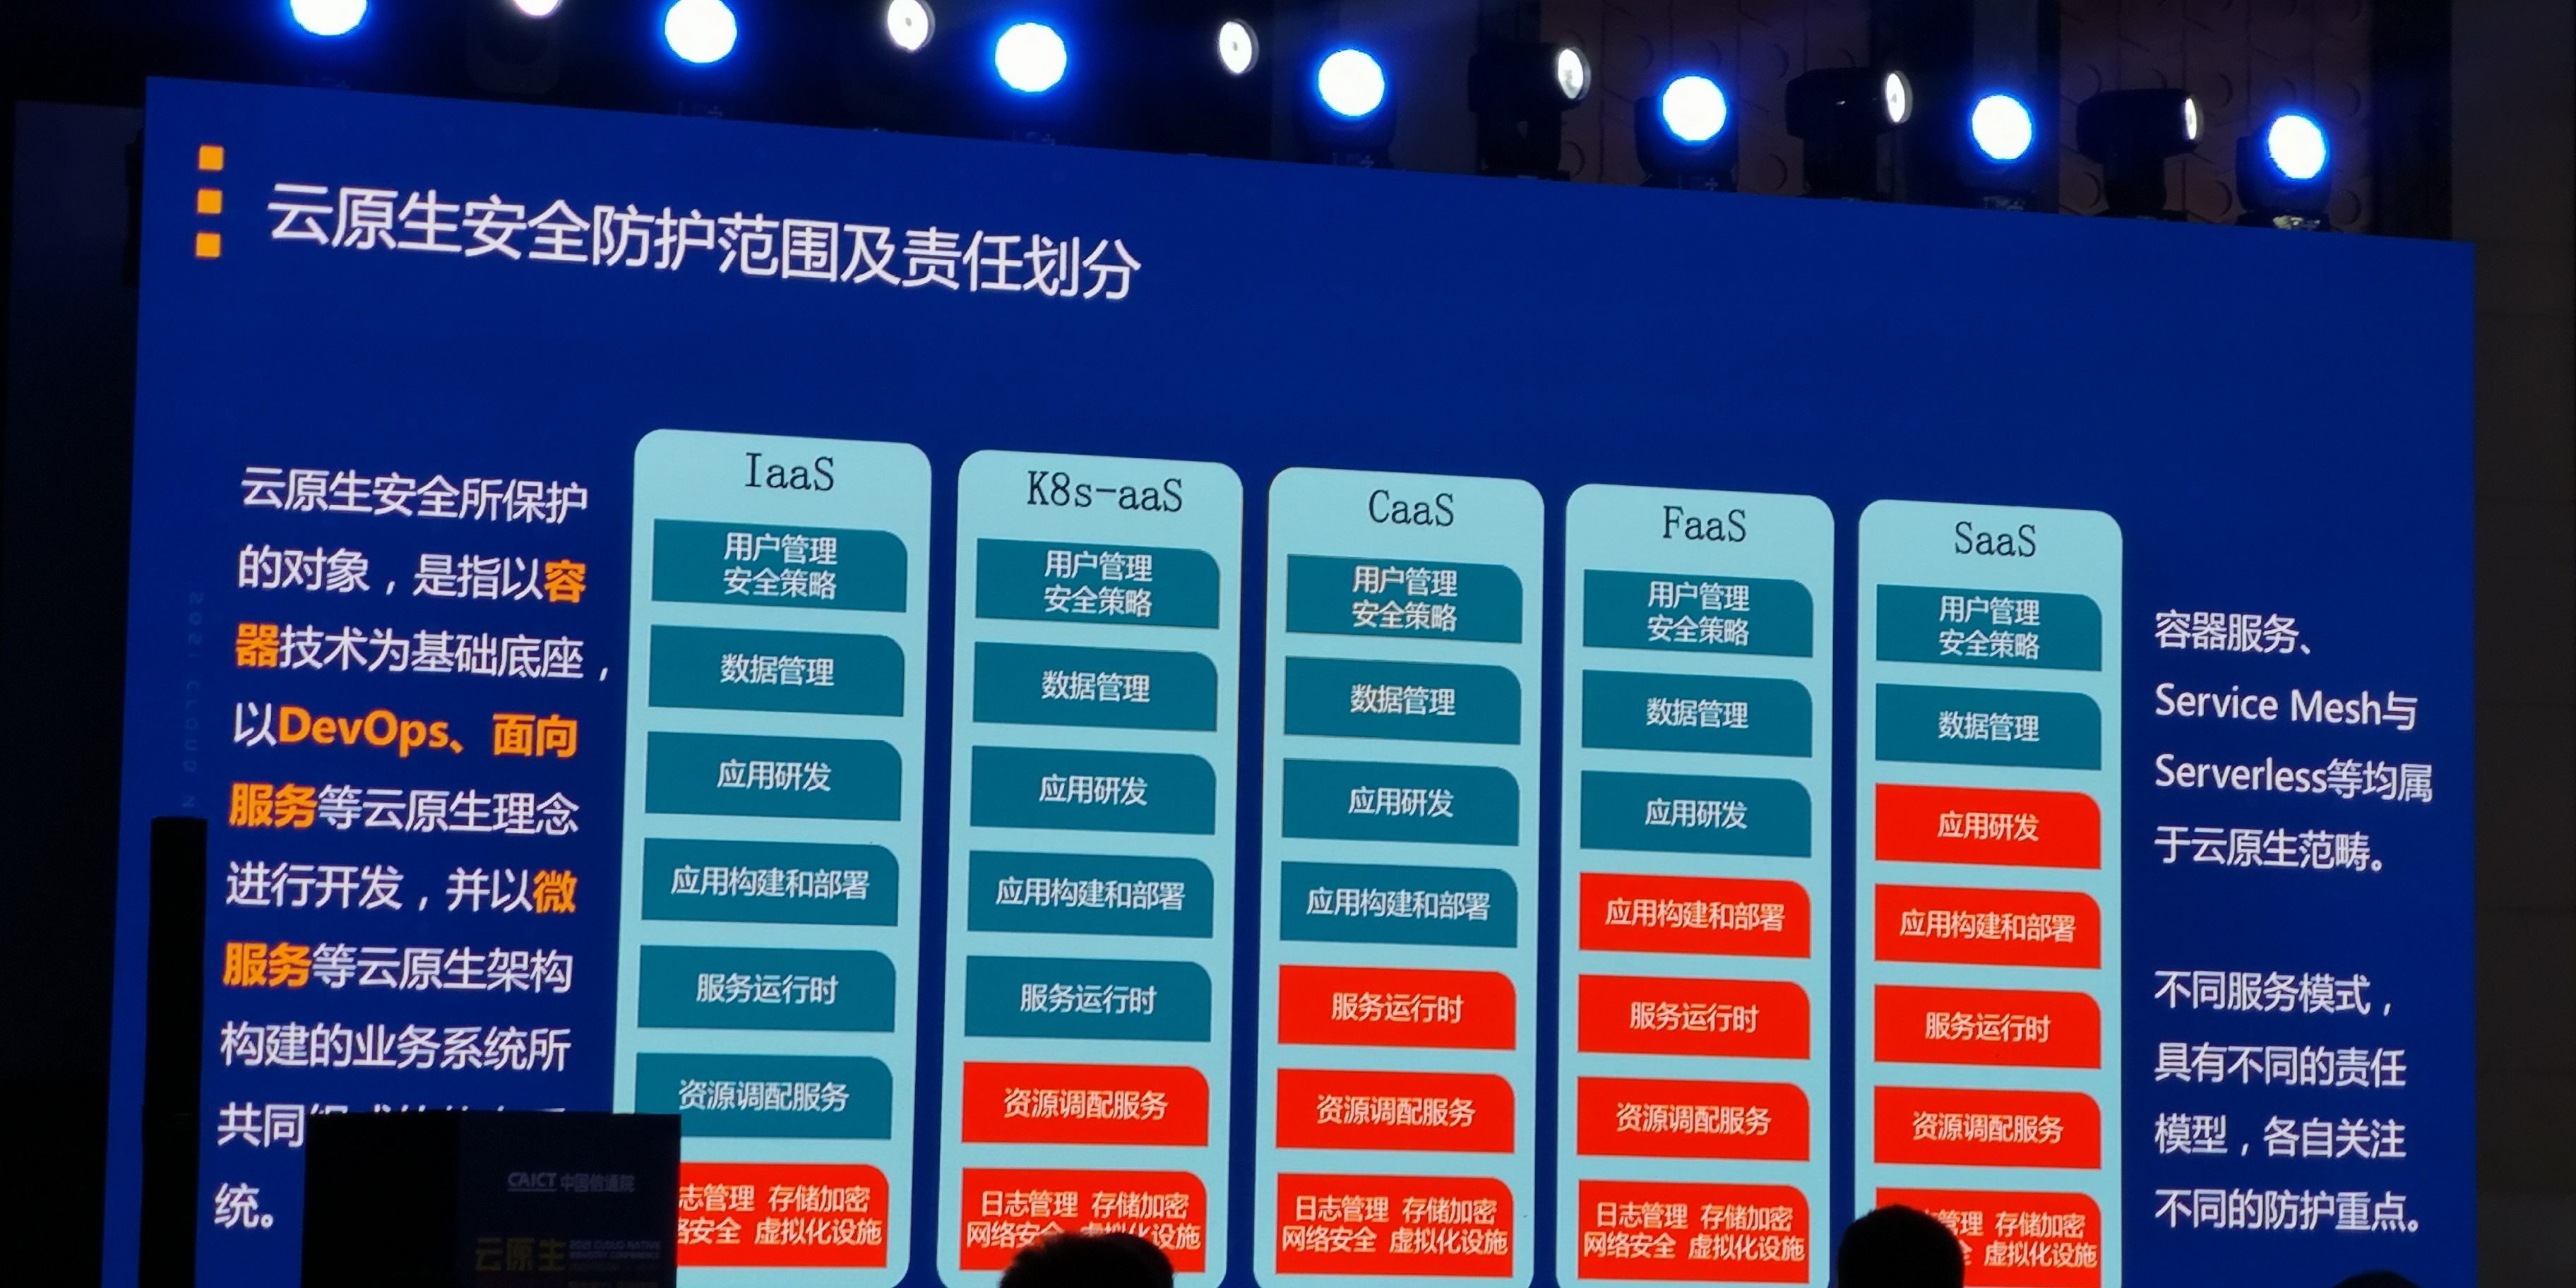 云原生安全防护范围及责任划分
云原生安全所保护
的对象，是指以容
器技术为基础底座，
以DevOps、面向
服务等云原生理念
进行开发，并以微
服务等云原生架构
构建的业务系统所
共同
统。
IaaS
用户管理
安全策略
数据管理
应用研发
应用构建和部署
服务运行时
资源调配服务
志管理 存储加密
安全 虚拟化设施
K8s-aaS
用户管理
安全策略
数据管理
应用研发
应用构建和部署
服务运行时
资源调配服务
日志管理 存储加密
网络安全 虚拟化设施
CaaS
用户管理
安全策略
数据管理
应用研发
应用构建和部署
服务运行时
资源调配服务
日志管理 存储加密
网络安全 虚拟化设施
FaaS
用户管理
安全策略
数据管理
应用研发
应用构建和部署
服务运行时
资源调配服务
日志管理 存储加密
网络安全 虚拟化设施
SaaS
用户管理
安全策略
数据管理
应用研发
应用构建和部署
服务运行时
资源调配服务
管理 存储加密
虚拟化设施
容器服务、
Service Mesh与
Serverless等均属
于云原生范畴。
不同服务模式，
具有不同的责任
模型，各自关注
不同的防护重点。
CAICT 中国信通院
云原生